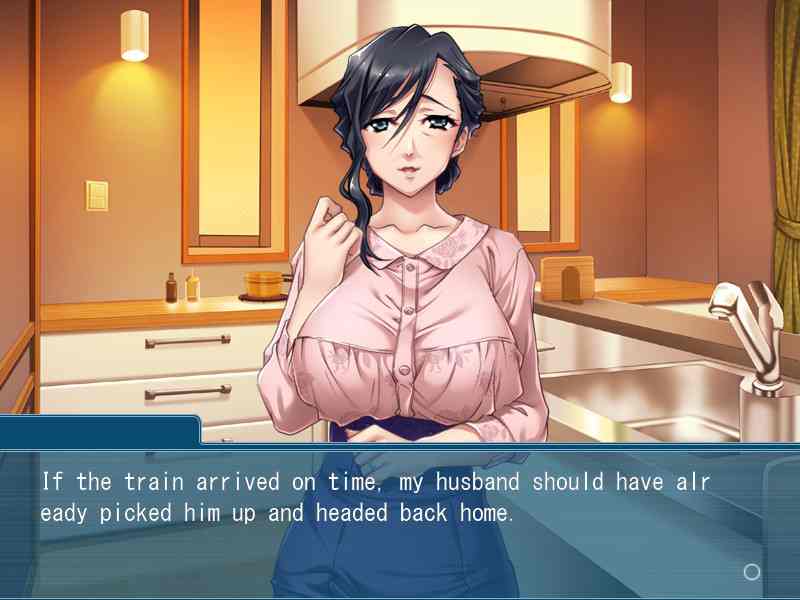 If the train arrived on time, my husband should have alr
eady picked him up and headed back home.